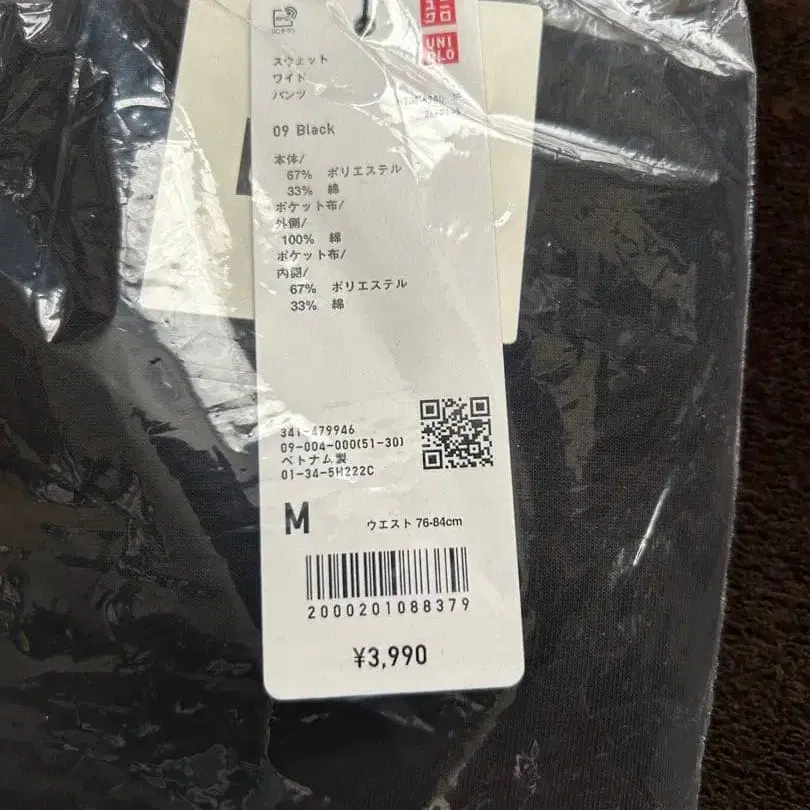 ユニ
クロ
UNI
QLO
スウェット
ワイド
パンツ
09 Black
本体/
67% ポリエステル
33% 綿
ポケット布/
外側/
100% 綿
ポケット布/
内側/
67% ポリエステル
33% 綿
341-479946
09-004-000(51-30)
ベトナム製
01-34-5H222C
M ウエスト 76-84cm
2000201088379
¥3,990